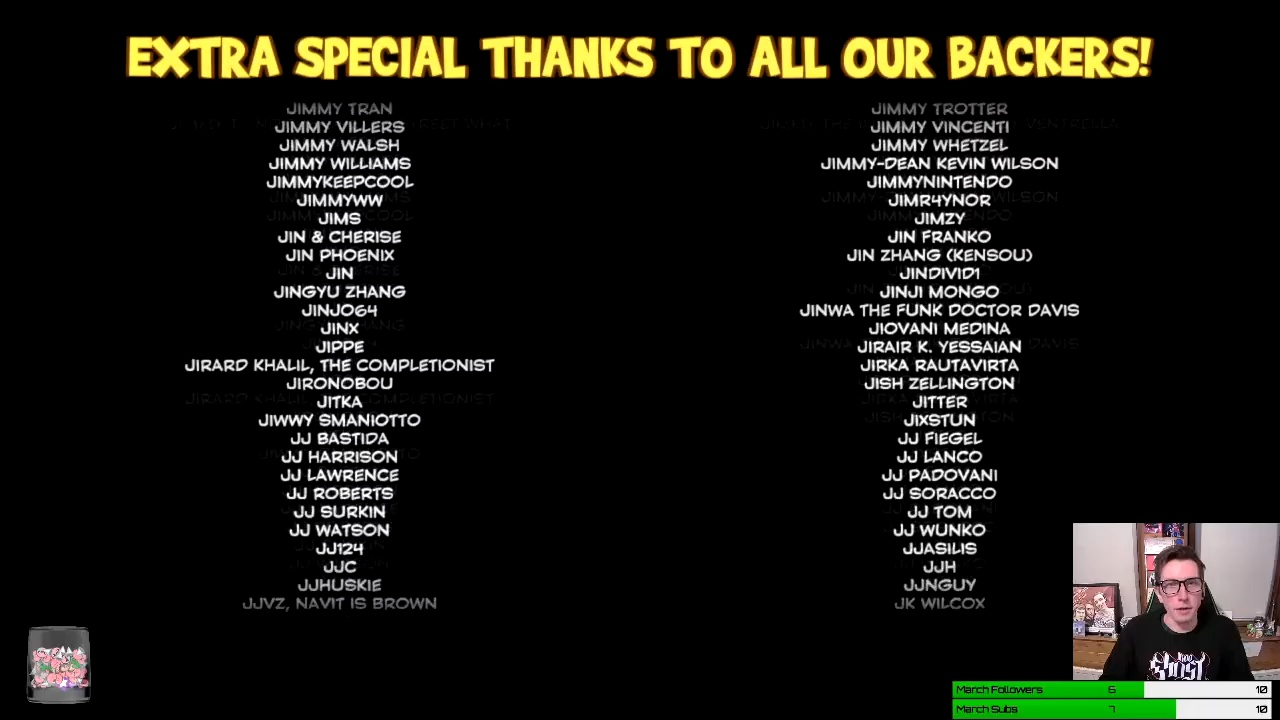 EXTRA SPECIAL THANKS TO ALL OUR BACKERS!
JIMMY TRAN
JIMMY TROTTER
JIMMY VILLERS
JIMMY VINCENTI
JIMMY WALSH
JIMMY WHETZEL
JIMMY WILLIAMS
JIMMY-DEAN KEVIN WILSON
JIMMYKEEPCOOL
JIMMYNINTENDO
JIMMYWW
JIMR4YNOR
JIMS
JIMZY
JIN & CHERISE
JIN FRANKO
JIN PHOENIX
JIN ZHANG (KENSOU)
JIN
JINDIVID1
JINGYU ZHANG
JINJI MONGO
JINJO64
JINWA THE FUNK DOCTOR DAVIS
JINX
JIOVANI MEDINA
JIPPE
JIRAIR K. YESSAIAN
JIRARD KHALIL, THE COMPLETIONIST
JIRKA RAUTAVIRTA
JIRONOBOU
JISH ZELLINGTON
JITKA
JITTER
JIWWY SMANIOTTO
JIXSTUN
JJ BASTIDA
JJ FIEGEL
JJ HARRISON
JJ LANCO
JJ LAWRENCE
JJ PADOVANI
JJ ROBERTS
JJ SORACCO
JJ SURKIN
JJ TOM
JJ WATSON
JJ WUNKO
JJ124
JJASILIS
JJC
JJH
JJHUSKIE
JJNGUY
JJVZ, NAVIT IS BROWN
JK WILCOX
Ghost
March Followers 6 10
March Subs 7 10